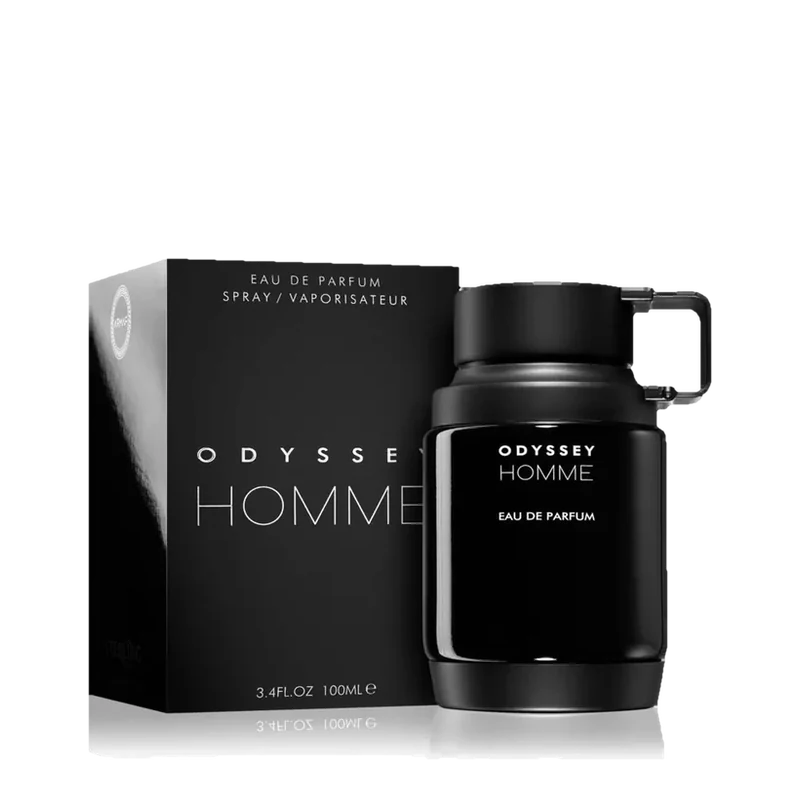 EAU DE PARFUM
SPRAY / VAPORISATEUR
ODYSSEY
HOMME
3.4FL.OZ 100ML ℮
ODYSSEY
HOMME
EAU DE PARFUM